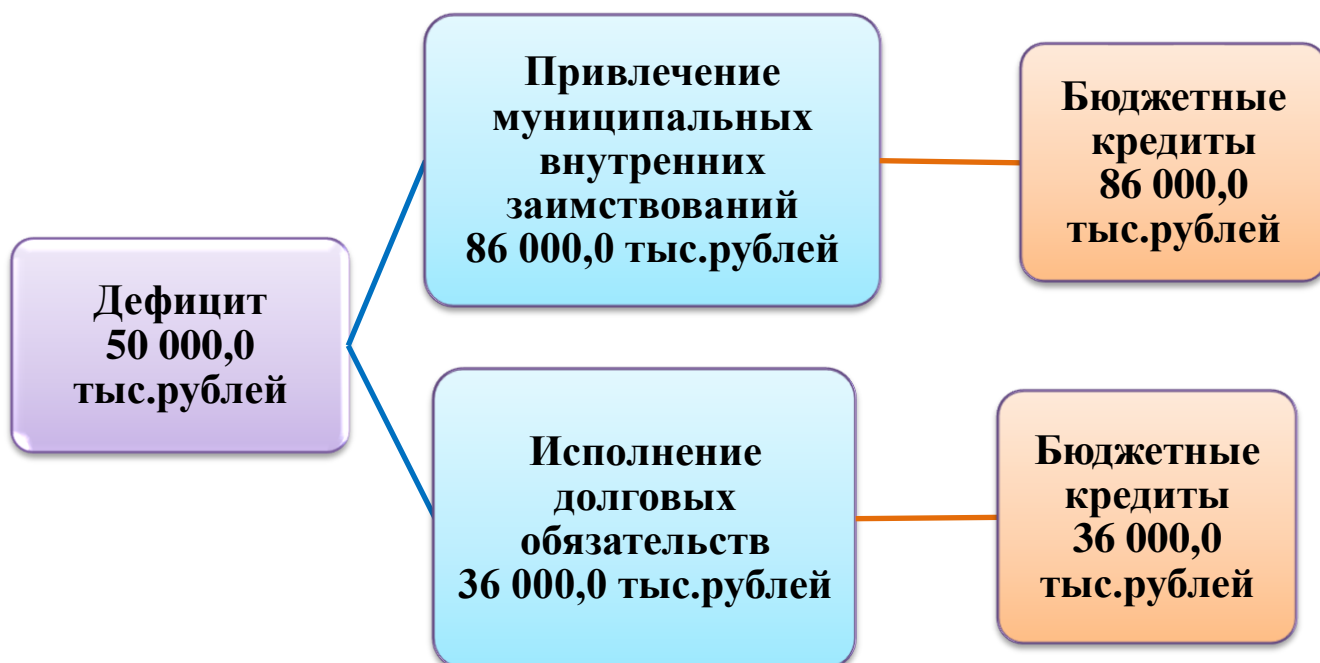 Дефицит
50 000,0
тыс.рублей
Привлечение
муниципальных
внутренних
заимствований
86 000,0 тыс.рублей
Бюджетные
кредиты
86 000,0
тыс.рублей
Исполнение
долговых
обязательств
36 000,0 тыс.рублей
Бюджетные
кредиты
36 000,0
тыс.рублей